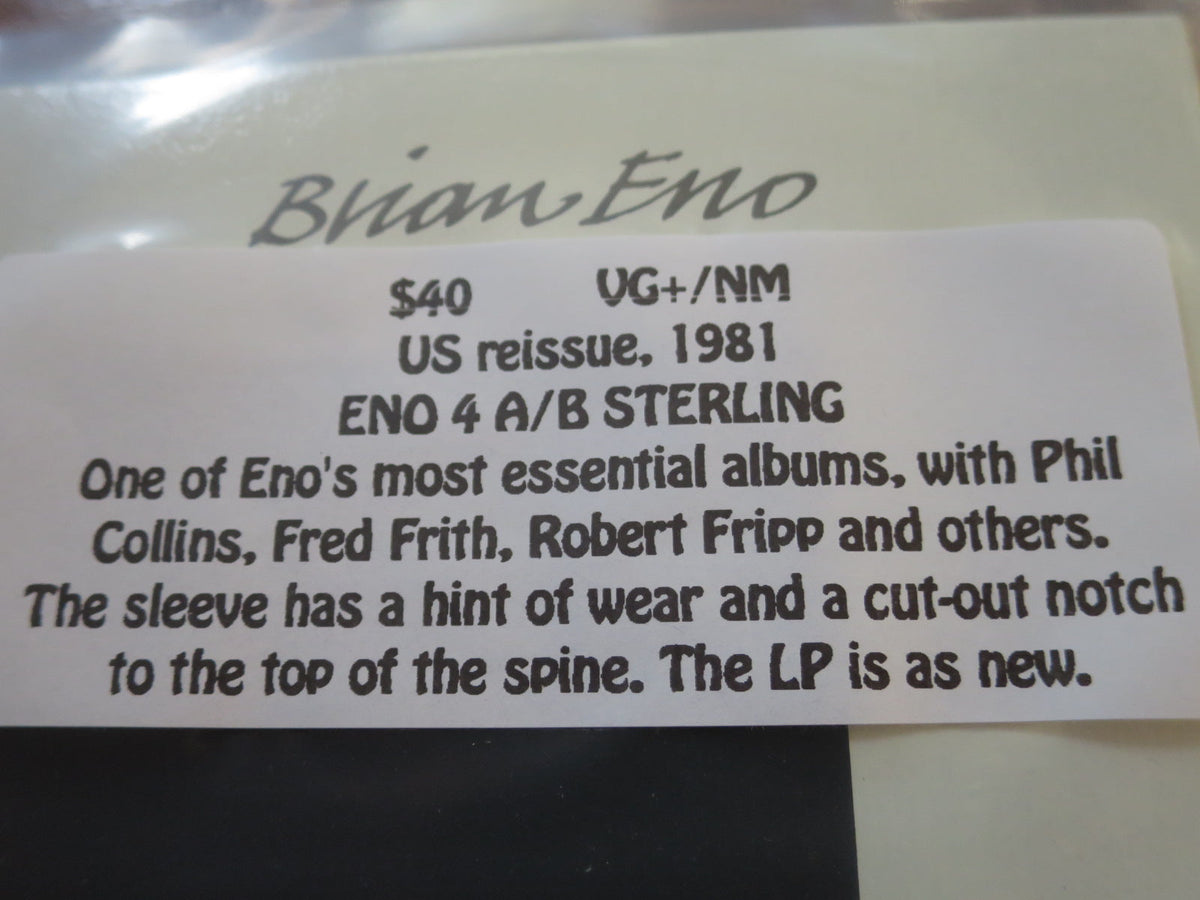 Brian Eno
$40 VG+/NM
US reissue, 1981
ENO 4 A/B STERLING
One of Eno's most essential albums, with Phil
Collins, Fred Frith, Robert Fripp and others.
The sleeve has a hint of wear and a cut-out notch
to the top of the spine. The LP is as new.